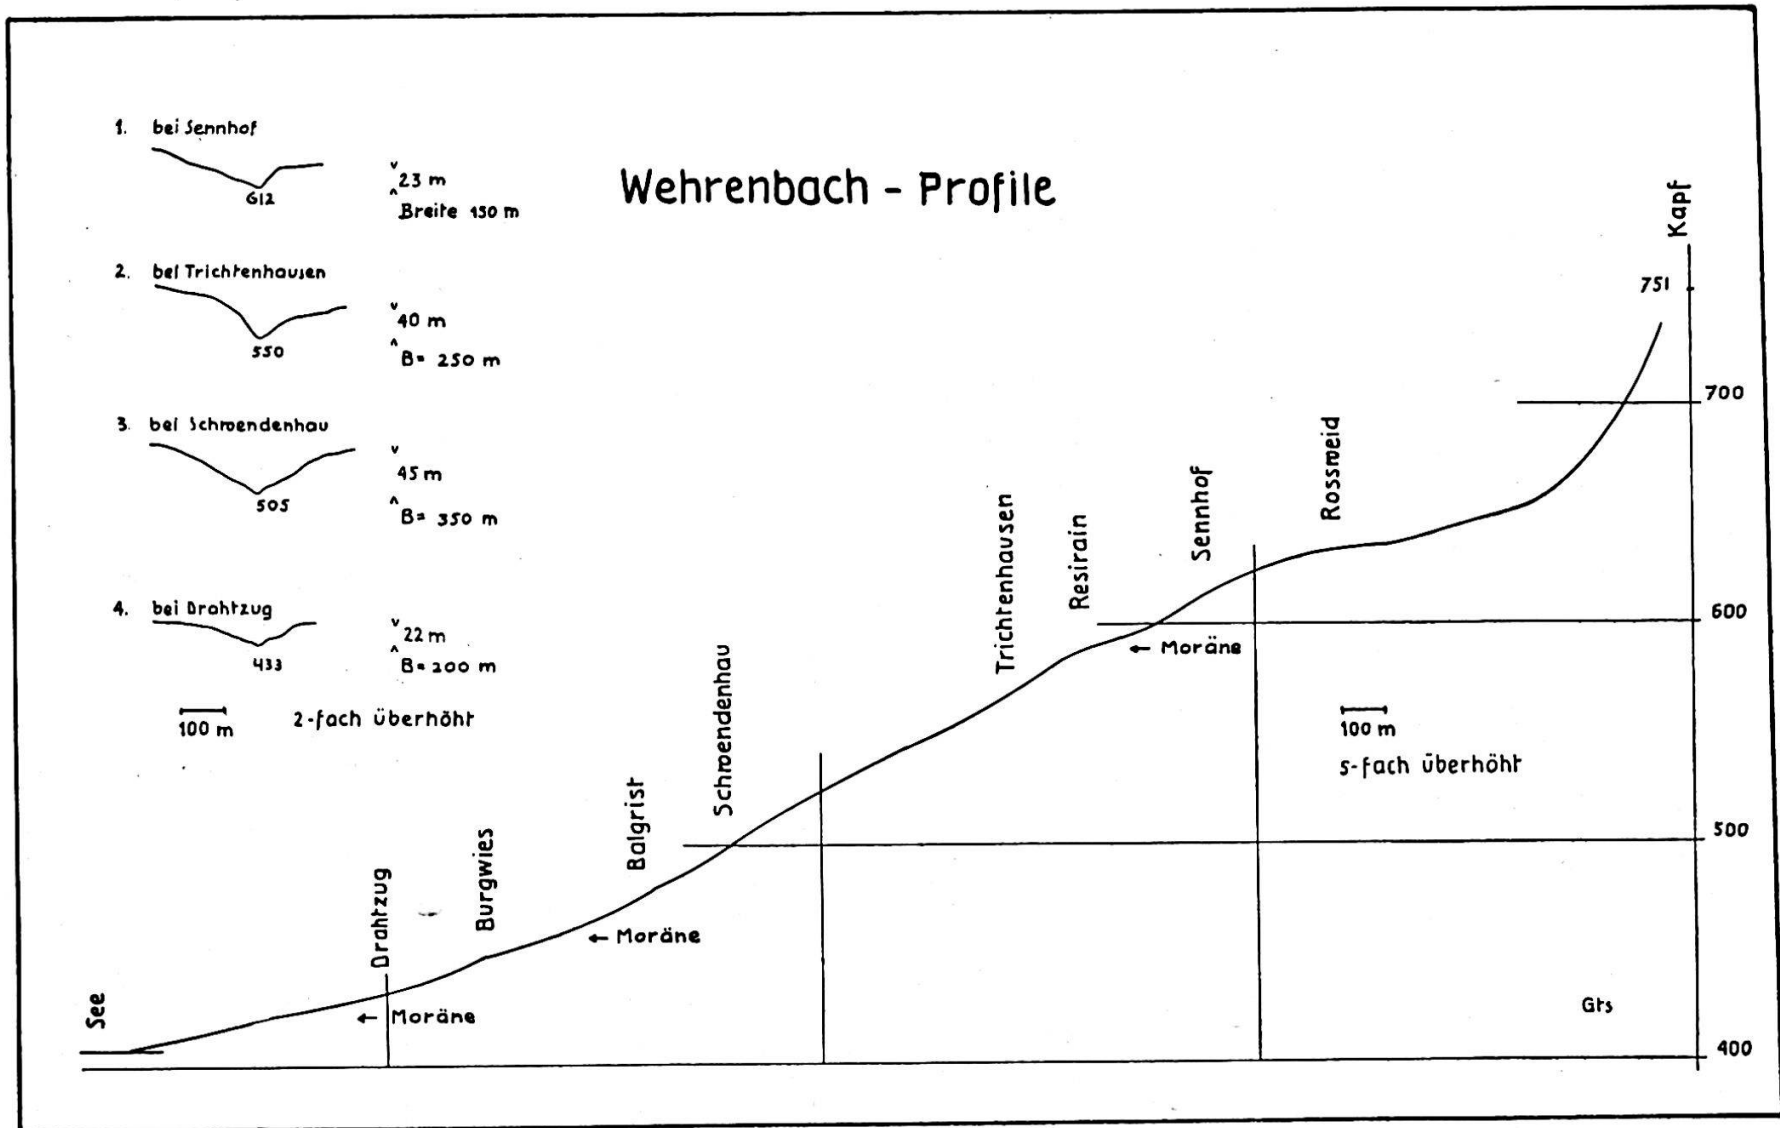 Wehrenbach - Profile
1. bei Sennhof
612
23 m
Breite 150 m
2. bei Trichtenhausen
550
40 m
B= 250 m
3. bei Schwendenhau
505
45 m
B= 350 m
4. bei Drahtzug
433
22 m
B= 200 m
100 m
2-fach überhöht
See
Drahtzug
Burgwies
Balgrist
Schwendenhau
Trichtenhausen
Resirain
Sennhof
Rossweid
Kapf
751
700
600
500
400
← Moräne
← Moräne
← Moräne
100 m
5-fach überhöht
Gts